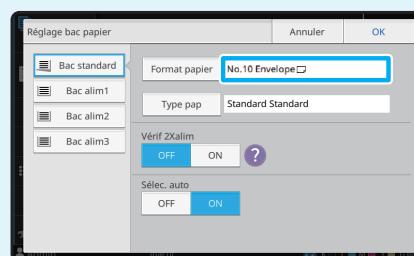 Réglage bac papier
Annuler
OK
Bac standard
Bac alim1
Bac alim2
Bac alim3
Format papier
No.10 Envelope
Type pap
Standard Standard
Vérif 2Xalim
OFF
ON
?
Sélec. auto
OFF
ON